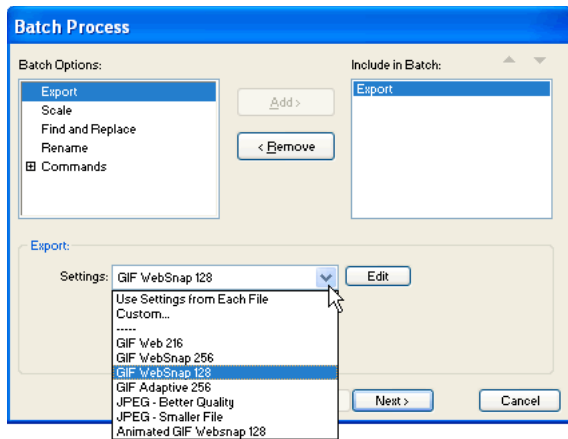 Batch Process
Batch Options:
Include in Batch:
Export
Scale
Find and Replace
Rename
Commands
Add >
< Remove
Export
Export:
Settings:
GIF WebSnap 128
Edit
Use Settings from Each File
Custom...
-----
GIF Web 216
GIF WebSnap 256
GIF WebSnap 128
GIF Adaptive 256
JPEG - Better Quality
JPEG - Smaller File
Animated GIF Websnap 128
Next >
Cancel